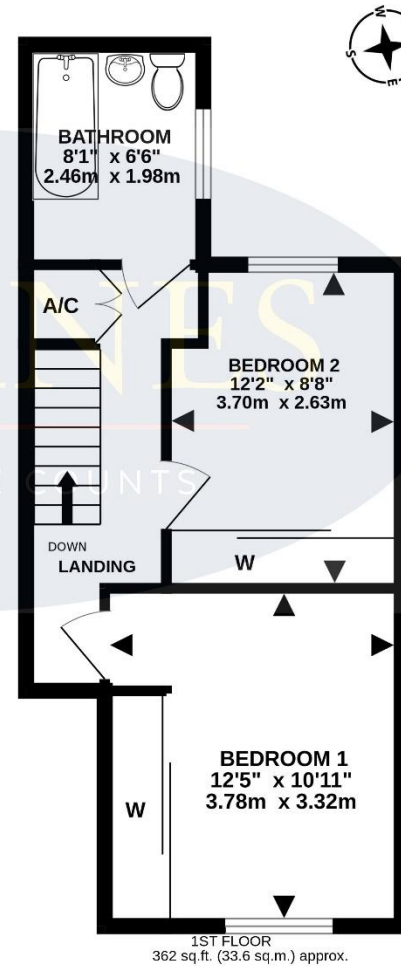 W
S
E
BATHROOM
8'1" x 6'6"
2.46m x 1.98m
A/C
BEDROOM 2
12'2" x 8'8"
3.70m x 2.63m
COUNTS
DOWN
LANDING
W
BEDROOM 1
12'5" x 10'11"
3.78m x 3.32m
W
1ST FLOOR
362 sq.ft. (33.6 sq.m.) approx.